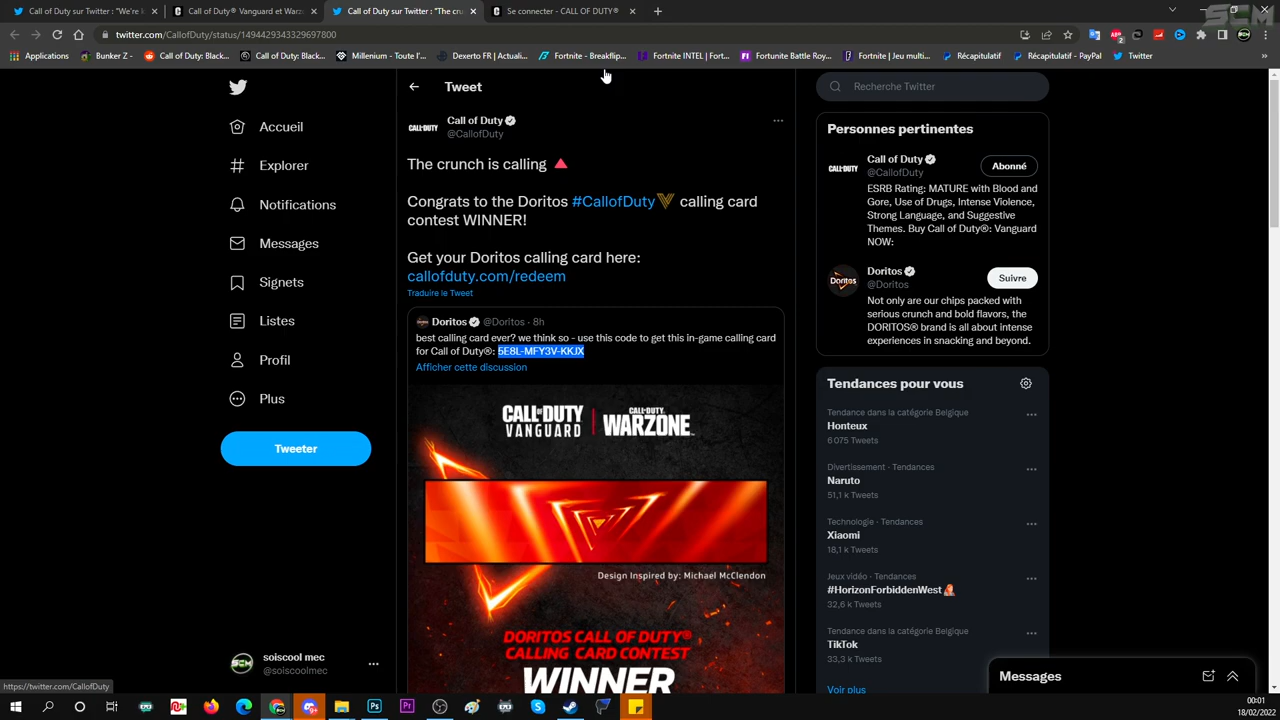 Call of Duty sur Twitter : "We're k
Call of Duty® Vanguard et Warz
Call of Duty sur Twitter : "The cru
Se connecter - CALL OF DUTY®
twitter.com/CallofDuty/status/1494429343329697800
Applications
Bunker Z -
Call of Duty: Black...
Call of Duty: Black...
Millenium - Toute l'...
Dexerto FR | Actuali...
Fortnite - Breakflip...
Fortnite INTEL | Fort...
Fortnite Battle Roy...
Fortnite | Jeu multi...
Récapitulatif
Récapitulatif - PayPal
Twitter
SCM
Accueil
Explorer
Notifications
Messages
Signets
Listes
Profil
Plus
Tweeter
soiscool mec
@soiscoolmec
https://twitter.com/CallofDuty
Tweet
Call of Duty
@CallofDuty
The crunch is calling
Congrats to the Doritos #CallofDuty calling card
contest WINNER!
Get your Doritos calling card here:
callofduty.com/redeem
Traduire le Tweet
Doritos @Doritos · 8h
best calling card ever? we think so - use this code to get this in-game calling card
for Call of Duty®: 5E8L-MFY3V-KKJX
Afficher cette discussion
CALL OF DUTY VANGUARD | CALL OF DUTY WARZONE
Design Inspired by: Michael McClendon
DORITOS CALL OF DUTY®
CALLING CARD CONTEST
WINNER
Recherche Twitter
Personnes pertinentes
Call of Duty
@CallofDuty
Abonné
ESRB Rating: MATURE with Blood and
Gore, Use of Drugs, Intense Violence,
Strong Language, and Suggestive
Themes. Buy Call of Duty®: Vanguard
NOW:
Doritos
@Doritos
Suivre
Not only are our chips packed with
serious crunch and bold flavors, the
DORITOS® brand is all about intense
experiences in snacking and beyond.
Tendances pour vous
Tendance dans la catégorie Belgique
Honteux
6 075 Tweets
Divertissement · Tendances
Naruto
51,1 k Tweets
Technologie · Tendances
Xiaomi
18,1 k Tweets
Jeux vidéo · Tendances
#HorizonForbiddenWest
32,6 k Tweets
Tendance dans la catégorie Belgique
TikTok
33,3 k Tweets
Voir plus
Messages
00:01
18/02/2022